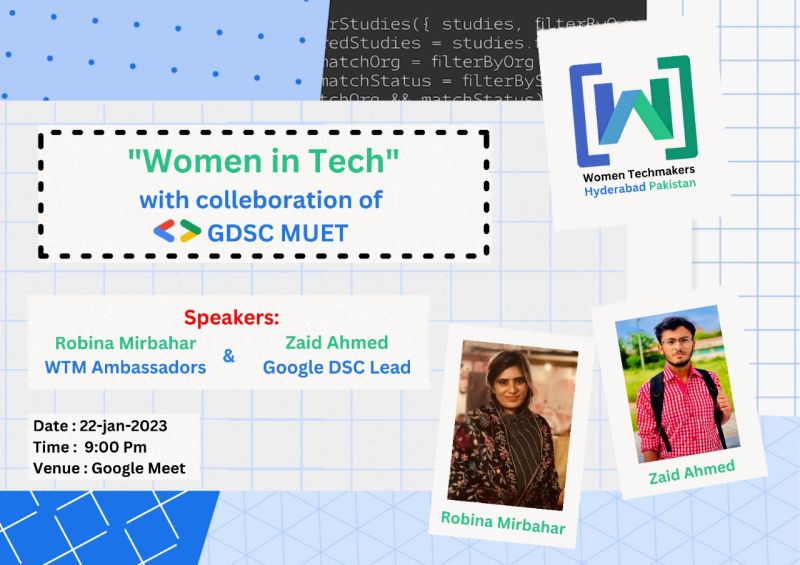 rStudies({ studies, filterByOrg
redStudies = studies.
matchOrg = filterByOrg
matchStatus = filterByS
tchOrg && matchStatus)
Women Techmakers
Hyderabad Pakistan
"Women in Tech"
with colleboration of
<> GDSC MUET
Speakers:
Robina Mirbahar
WTM Ambassadors
&
Zaid Ahmed
Google DSC Lead
Date : 22-jan-2023
Time : 9:00 Pm
Venue : Google Meet
Robina Mirbahar
Zaid Ahmed